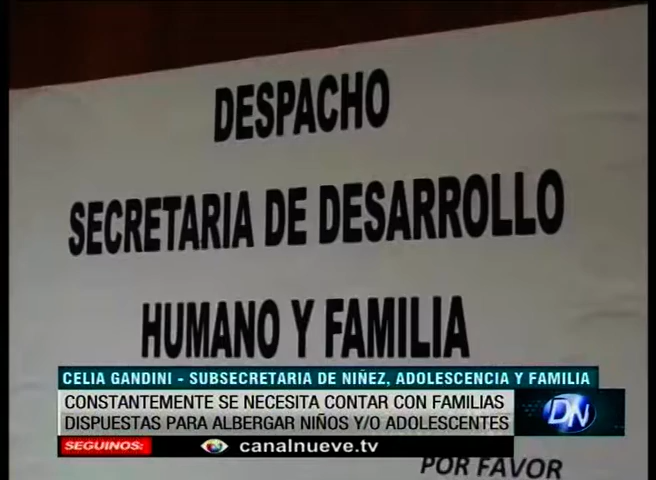 DESPACHO
SECRETARIA DE DESARROLLO
HUMANO Y FAMILIA
CELIA GANDINI - SUBSECRETARIA DE NIÑEZ, ADOLESCENCIA Y FAMILIA
CONSTANTEMENTE SE NECESITA CONTAR CON FAMILIAS
DISPUESTAS PARA ALBERGAR NIÑOS Y/O ADOLESCENTES
DN
SEGUINOS: canalnueve.tv
POR FAVOR